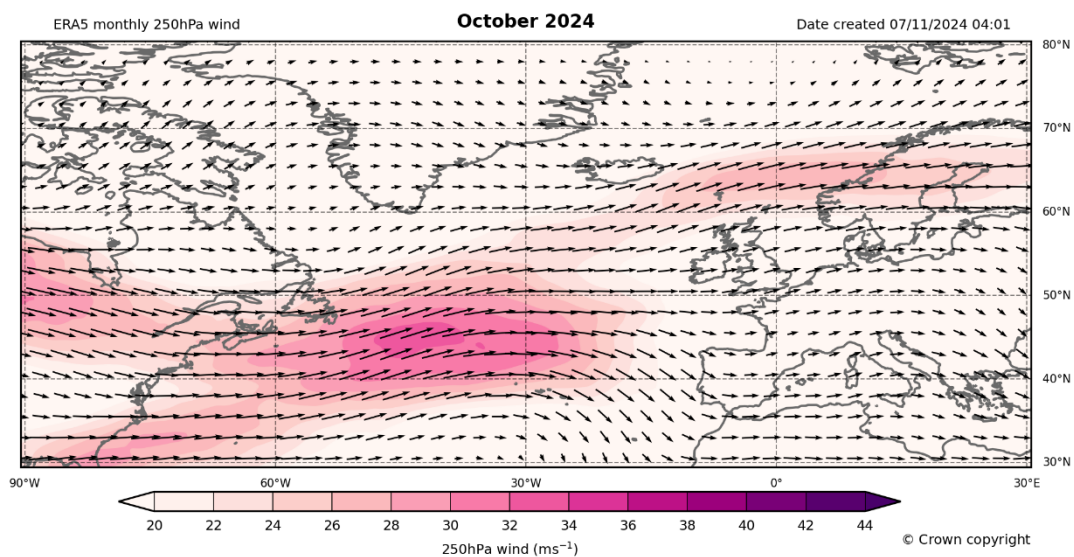 ERA5 monthly 250hPa wind
October 2024
Date created 07/11/2024 04:01
80°N
70°N
60°N
50°N
40°N
30°N
90°W 60°W 30°W 0° 30°E
20 22 24 26 28 30 32 34 36 38 40 42 44
250hPa wind (ms⁻¹)
© Crown copyright